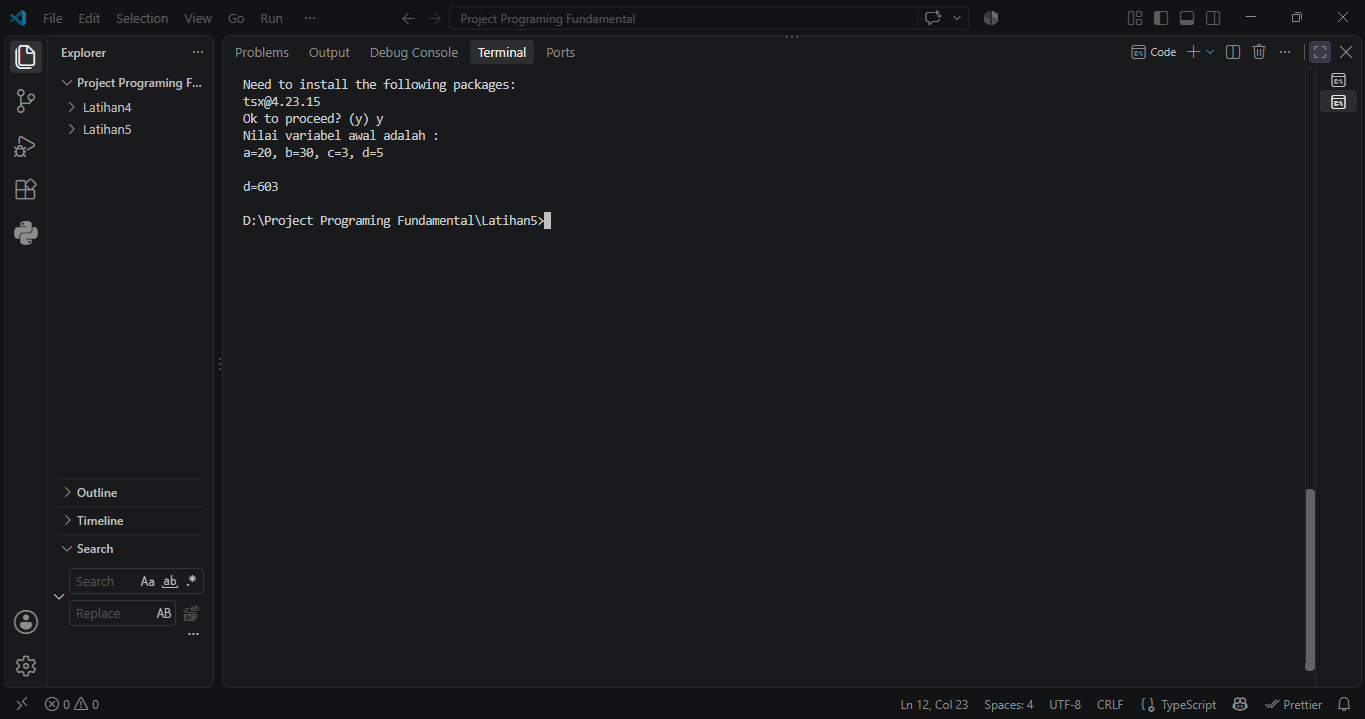 File Edit Selection View Go Run ···
Project Programing Fundamental
Explorer ···
Project Programing F...
Latihan4
Latihan5
Outline
Timeline
Search
Search Aa ab .*
Replace AB
···
Problems Output Debug Console Terminal Ports
Code ···
Need to install the following packages:
tsx@4.23.15
Ok to proceed? (y) y
Nilai variabel awal adalah :
a=20, b=30, c=3, d=5
d=603
D:\Project Programing Fundamental\Latihan5>
0 0 Ln 12, Col 23 Spaces: 4 UTF-8 CRLF {} TypeScript Prettier